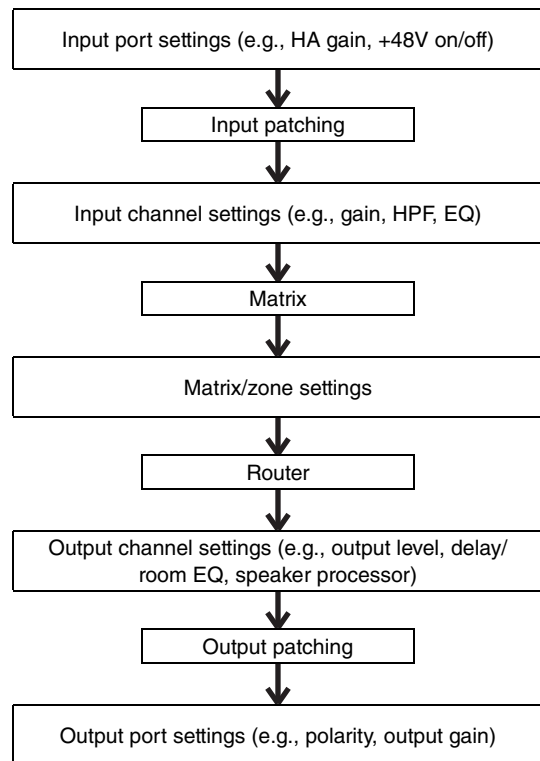 Input port settings (e.g., HA gain, +48V on/off)
Input patching
Input channel settings (e.g., gain, HPF, EQ)
Matrix
Matrix/zone settings
Router
Output channel settings (e.g., output level, delay/
room EQ, speaker processor)
Output patching
Output port settings (e.g., polarity, output gain)